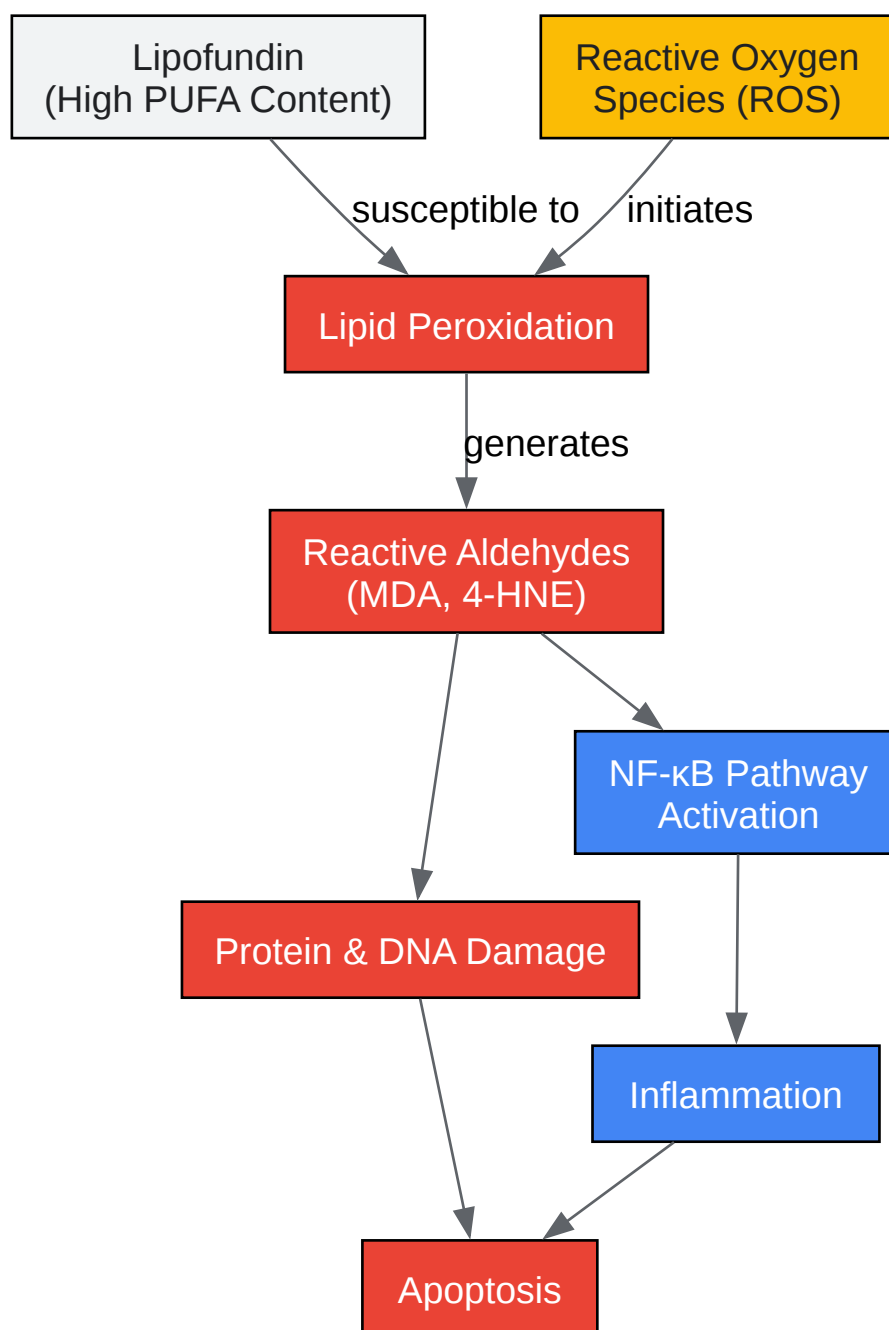 Lipofundin
(High PUFA Content)
Reactive Oxygen
Species (ROS)
susceptible to
initiates
Lipid Peroxidation
generates
Reactive Aldehydes
(MDA, 4-HNE)
NF-κB Pathway
Activation
Protein & DNA Damage
Inflammation
Apoptosis